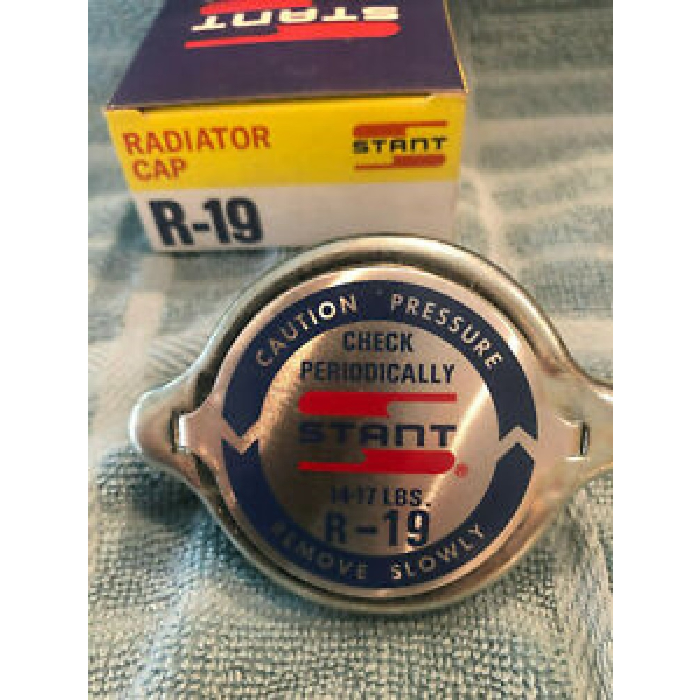 STANT
RADIATOR
CAP
STANT
R-19
CAUTION PRESSURE
CHECK
PERIODICALLY
STANT
®
14-17 LBS.
R-19
REMOVE SLOWLY